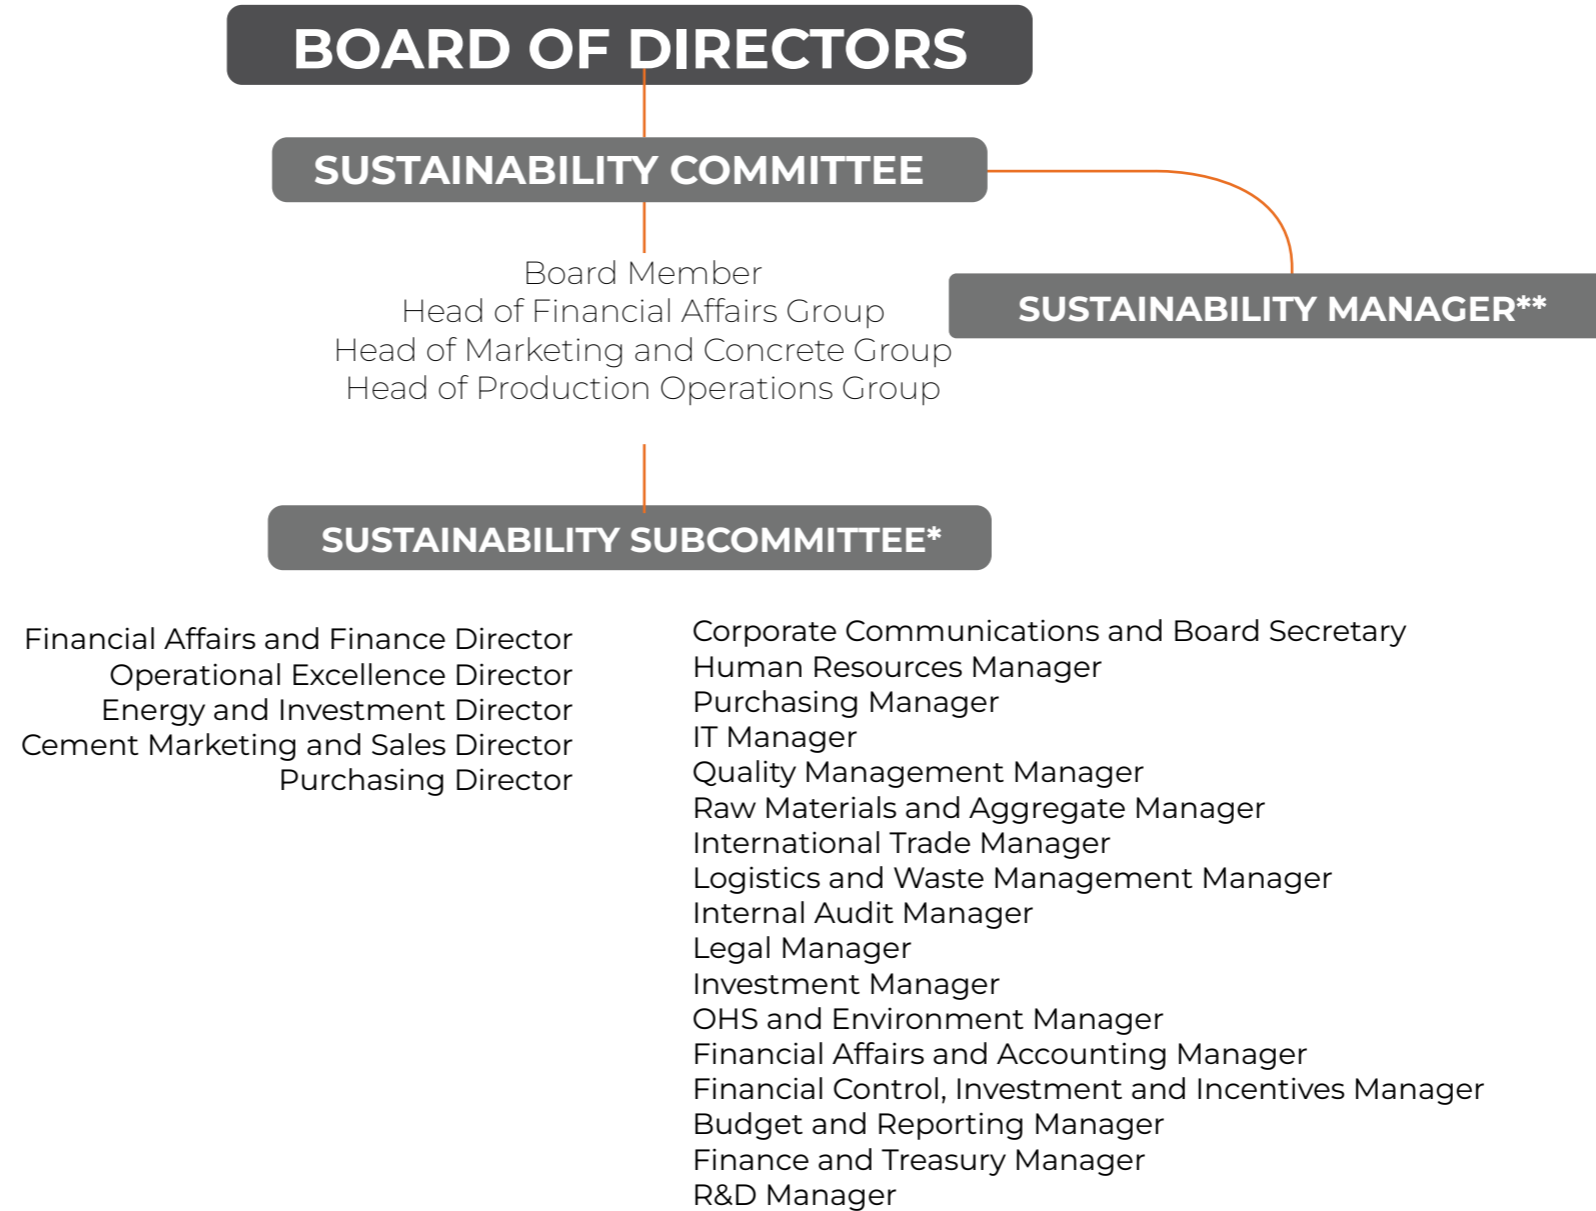 BOARD OF DIRECTORS
SUSTAINABILITY COMMITTEE
Board Member
Head of Financial Affairs Group
Head of Marketing and Concrete Group
Head of Production Operations Group
SUSTAINABILITY MANAGER**
SUSTAINABILITY SUBCOMMITTEE*
Financial Affairs and Finance Director
Operational Excellence Director
Energy and Investment Director
Cement Marketing and Sales Director
Purchasing Director
Corporate Communications and Board Secretary
Human Resources Manager
Purchasing Manager
IT Manager
Quality Management Manager
Raw Materials and Aggregate Manager
International Trade Manager
Logistics and Waste Management Manager
Internal Audit Manager
Legal Manager
Investment Manager
OHS and Environment Manager
Financial Affairs and Accounting Manager
Financial Control, Investment and Incentives Manager
Budget and Reporting Manager
Finance and Treasury Manager
R&D Manager